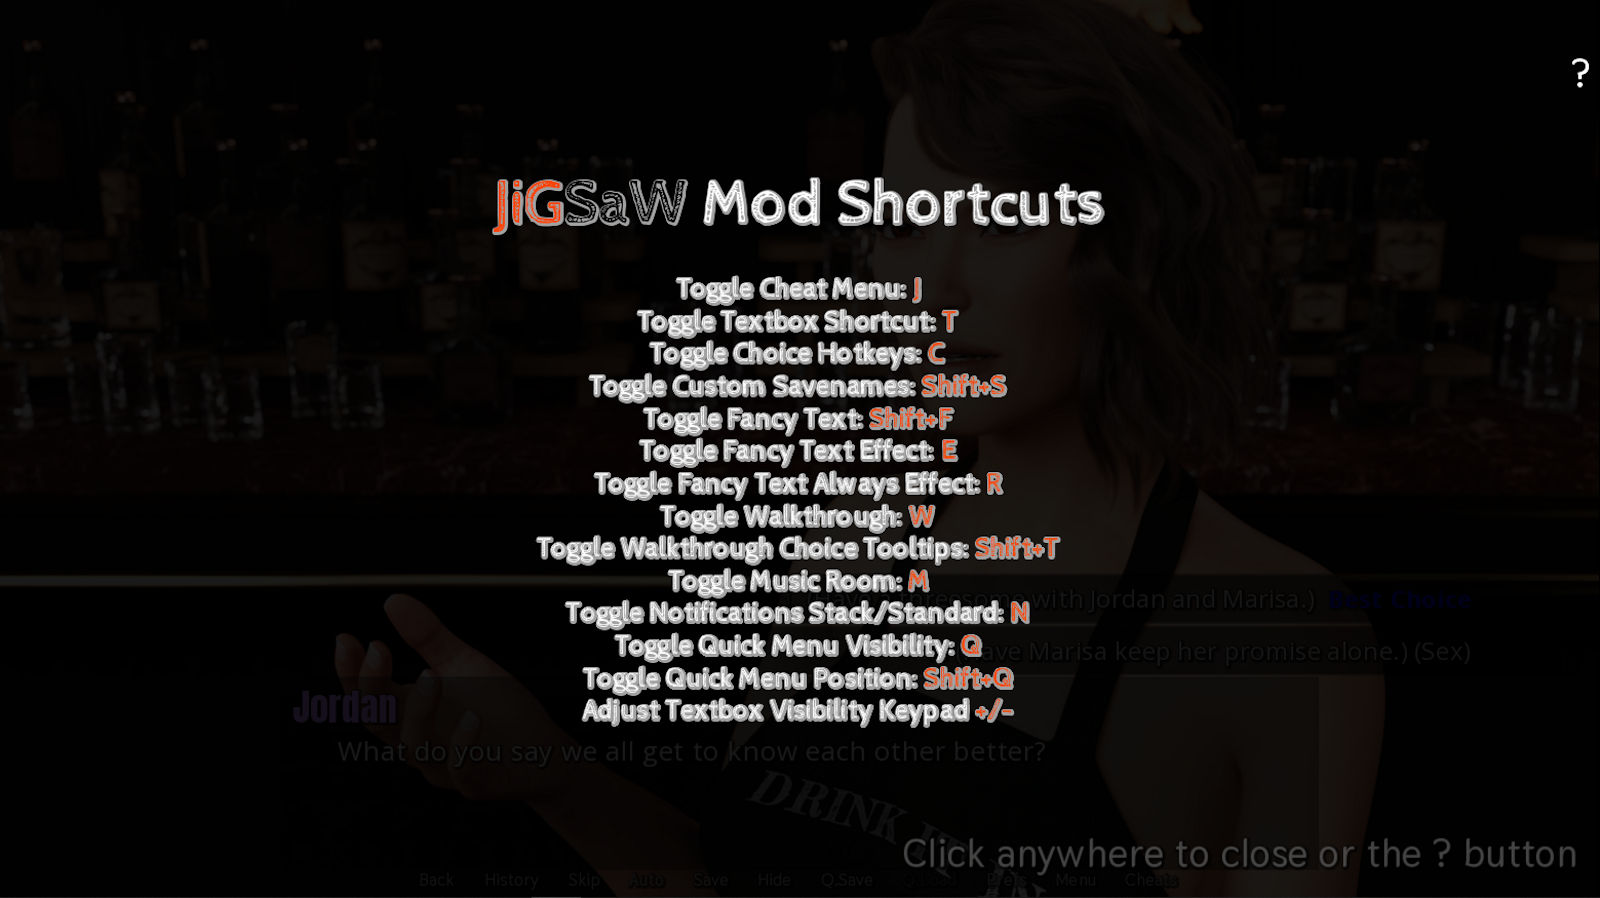 ?
JiGSaW Mod Shortcuts
Toggle Cheat Menu: J
Toggle Textbox Shortcut: T
Toggle Choice Hotkeys: C
Toggle Custom Savenames: Shift+S
Toggle Fancy Text: Shift+F
Toggle Fancy Text Effect: E
Toggle Fancy Text Always Effect: R
Toggle Walkthrough: W
Toggle Walkthrough Choice Tooltips: Shift+T
Toggle Music Room: M
with Jordan and Marisa.) Best Choice
Toggle Notifications Stack/Standard: N
Toggle Quick Menu Visibility: Q
Marisa keep her promise alone.) (Sex)
Toggle Quick Menu Position: Shift+Q
Jordan
Adjust Textbox Visibility Keypad +/-
What do you say we all get to know each other better?
DRINK
Click anywhere to close or the ? button
Back History Skip Auto Save Hide Q.Save Q.Load Prefs Menu Cheats